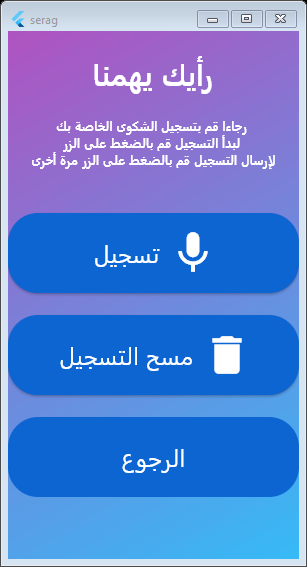 serag
رأيك يهمنا
رجاءا قم بتسجيل الشكوى الخاصة بك
لبدأ التسجيل قم بالضغط على الزر
لإرسال التسجيل قم بالضغط على الزر مرة أخرى
تسجيل
مسح التسجيل
الرجوع